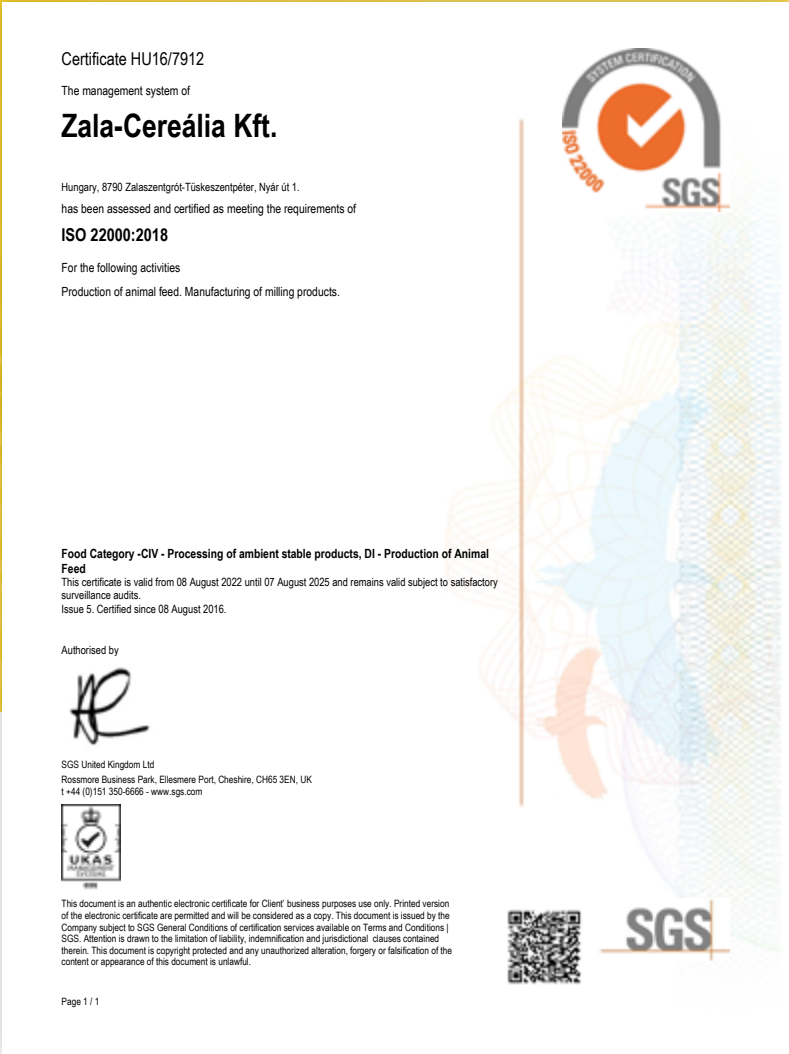 Certificate HU16/7912
The management system of
Zala-Cereália Kft.
Hungary, 8790 Zalaszentgrót-Tüskeszentpéter, Nyár út 1.
has been assessed and certified as meeting the requirements of
ISO 22000:2018
For the following activities
Production of animal feed. Manufacturing of milling products.
SYSTEM CERTIFICATION
ISO 22000
SGS
Food Category -CIV - Processing of ambient stable products, DI - Production of Animal
Feed
This certificate is valid from 08 August 2022 until 07 August 2025 and remains valid subject to satisfactory
surveillance audits.
Issue 5. Certified since 08 August 2016.
Authorised by
SGS United Kingdom Ltd
Rossmore Business Park, Ellesmere Port, Cheshire, CH65 3EN, UK
t +44 (0)151 350-6666 - www.sgs.com
UKAS
MANAGEMENT
SYSTEMS
This document is an authentic electronic certificate for Client' business purposes use only. Printed version
of the electronic certificate are permitted and will be considered as a copy. This document is issued by the
Company subject to SGS General Conditions of certification services available on Terms and Conditions |
SGS. Attention is drawn to the limitation of liability, indemnification and jurisdictional clauses contained
therein. This document is copyright protected and any unauthorized alteration, forgery or falsification of the
content or appearance of this document is unlawful.
SGS
Page 1 / 1